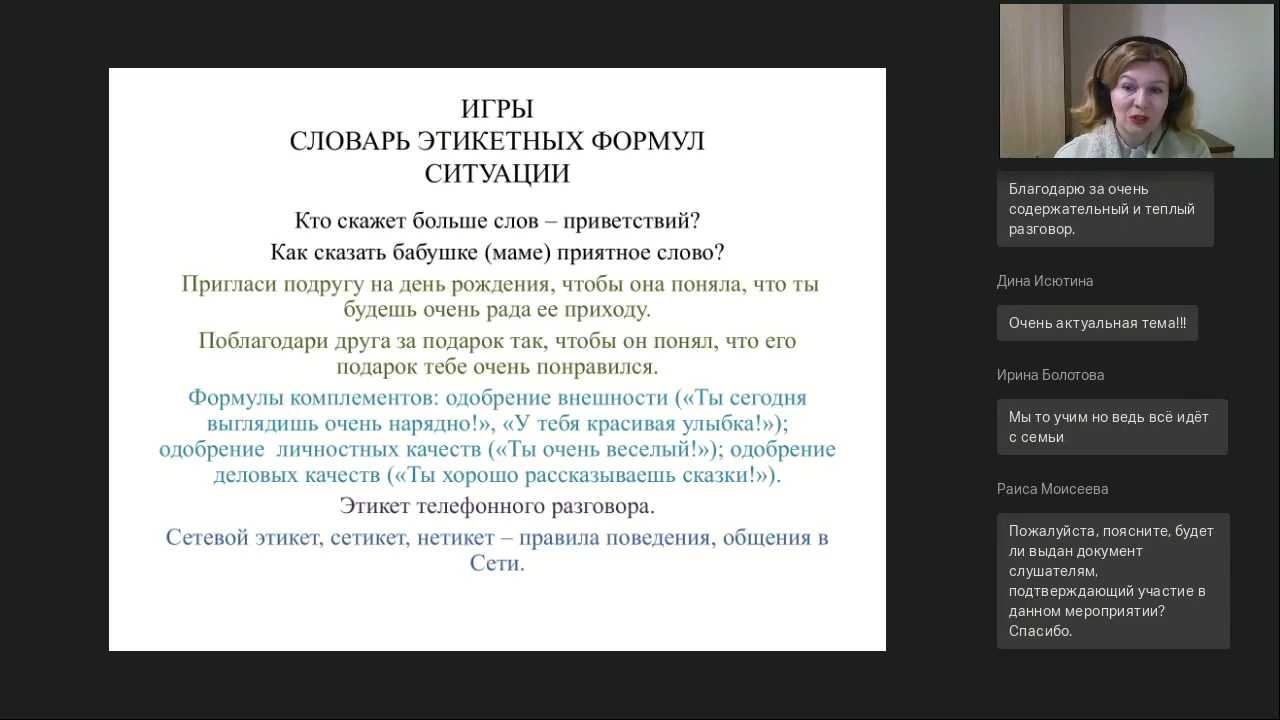 ИГРЫ
СЛОВАРЬ ЭТИКЕТНЫХ ФОРМУЛ
СИТУАЦИИ
Кто скажет больше слов – приветствий?
Как сказать бабушке (маме) приятное слово?
Пригласи подругу на день рождения, чтобы она поняла, что ты
будешь очень рада ее приходу.
Поблагодари друга за подарок так, чтобы он понял, что его
подарок тебе очень понравился.
Формулы комплементов: одобрение внешности («Ты сегодня
выглядишь очень нарядно!», «У тебя красивая улыбка!»);
одобрение личностных качеств («Ты очень веселый!»); одобрение
деловых качеств («Ты хорошо рассказываешь сказки!»).
Этикет телефонного разговора.
Сетевой этикет, сетикет, нетикет – правила поведения, общения в
Сети.
Благодарю за очень
содержательный и теплый
разговор.
Дина Исютина
Очень актуальная тема!!!
Ирина Болотова
Мы то учим но ведь всё идёт
с семьи
Раиса Моисеева
Пожалуйста, поясните, будет
ли выдан документ
слушателям,
подтверждающий участие в
данном мероприятии?
Спасибо.